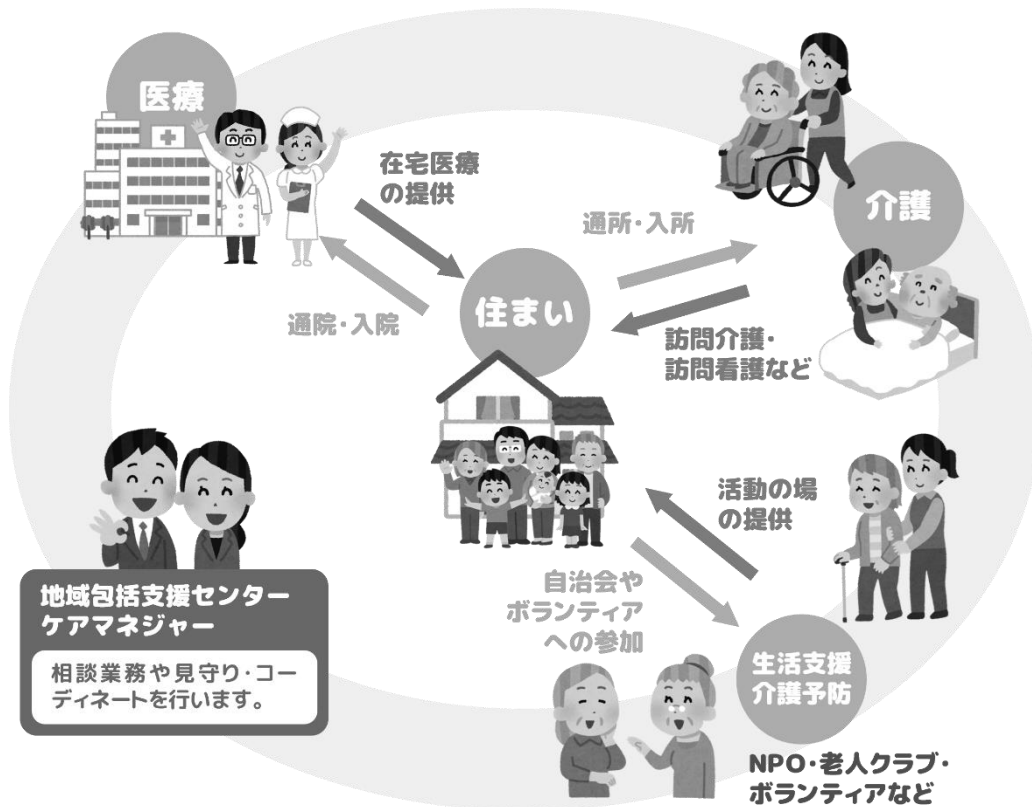 医療
在宅医療
の提供
通院・入院
住まい
通所・入所
介護
訪問介護・
訪問看護など
活動の場
の提供
自治会や
ボランティア
への参加
生活支援
介護予防
NPO・老人クラブ・
ボランティアなど
地域包括支援センター
ケアマネジャー
相談業務や見守り・コー
ディネートを行います。